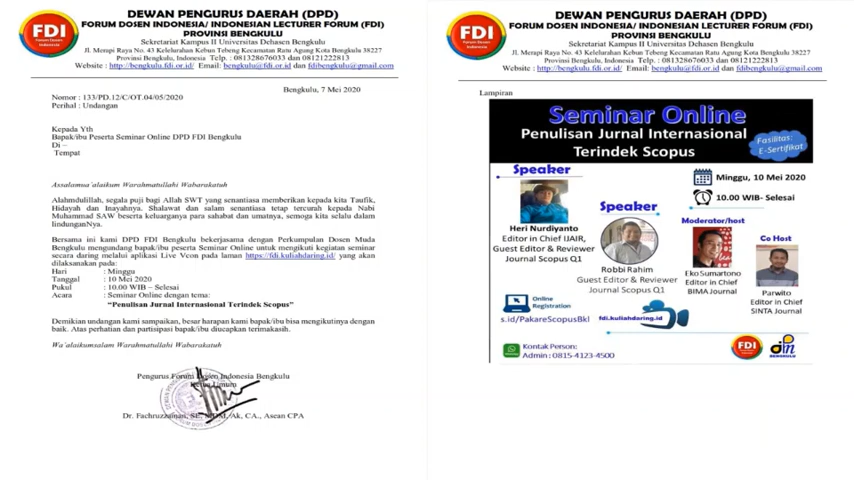 DEWAN PENGURUS DAERAH (DPD)
FORUM DOSEN INDONESIA/ INDONESIAN LECTURER FORUM (FDI)
PROVINSI BENGKULU
Sekretariat Kampus II Universitas Dehasen Bengkulu
Jl. Merapi Raya No. 43 Kelelurahan Kebun Tebeng Kecamatan Ratu Agung Kota Bengkulu 38227
Provinsi Bengkulu, Indonesia Telp. : 081328676033 dan 08121222813
Website : http://bengkulu.fdi.or.id/ Email: bengkulu@fdi.or.id dan fdibengkulu@gmail.com
FDI
Bengkulu, 7 Mei 2020
Nomor : 133/PD.12/C/OT.04/05/2020
Perihal : Undangan
Kepada Yth
Bapak/ibu Peserta Seminar Online DPD FDI Bengkulu
Di –
Tempat
Assalamua'alaikum Warahmatullahi Wabarakatuh
Alahmdulillah, segala puji bagi Allah SWT yang senantiasa memberikan kepada kita Taufik,
Hidayah dan Inayahnya. Shalawat dan salam senantiasa tetap tercurah kepada Nabi
Muhammad SAW beserta keluarganya para sahabat dan umatnya, semoga kita selalu dalam
lindunganNya.
Bersama ini kami DPD FDI Bengkulu bekerjasama dengan Perkumpulan Dosen Muda
Bengkulu mengandang bapak/ibu peserta Seminar Online untuk mengikuti kegiatan seminar
secara daring melalui aplikasi Live Vcon pada laman https://fdi.kuliahdaring.id/ yang akan
dilaksanakan pada:
Hari : Minggu
Tanggal : 10 Mei 2020
Pukul : 10.00 WIB – Selesai
Acara : Seminar Online dengan tema:
"Penulisan Jurnal Internasional Terindek Scopus"
Demikian undangan kami sampaikan, besar harapan kami bapak/ibu bisa mengikutinya dengan
baik. Atas perhatian dan partisipasi bapak/ibu diucapkan terimakasih.
Wa'alaikumsalam Warahmatullahi Wabarakatuh
Pengurus Forum Dosen Indonesia Bengkulu
Ketua Umum
Dr. Fachruzzaman, SE, MDM, Ak, CA., Asean CPA
DEWAN PENGURUS DAERAH (DPD)
FORUM DOSEN INDONESIA/ INDONESIAN LECTURER FORUM (FDI)
PROVINSI BENGKULU
Sekretariat Kampus II Universitas Dehasen Bengkulu
Jl. Merapi Raya No. 43 Kelelurahan Kebun Tebeng Kecamatan Ratu Agung Kota Bengkulu 38227
Provinsi Bengkulu, Indonesia Telp. : 081328676033 dan 08121222813
Website : http://bengkulu.fdi.or.id/ Email: bengkulu@fdi.or.id dan fdibengkulu@gmail.com
FDI
Lampiran
Seminar Online
Penulisan Jurnal Internasional
Terindek Scopus
Fasilitas:
E-Sertifikat
Speaker
Minggu, 10 Mei 2020
10.00 WIB- Selesai
Heri Nurdiyanto
Editor in Chief IJAIR,
Guest Editor & Reviewer
Journal Scopus Q1
Speaker
Robbi Rahim
Guest Editor & Reviewer
Journal Scopus Q1
Moderator/host
Eko Sumartono
Editor in Chief
BIMA Journal
Co Host
Parwito
Editor in Chief
SINTA Journal
Online
Registration
s.id/PakareScopusBkl
fdi.kuliahdaring.id
Kontak Person:
Admin : 0815-4123-4500
FDI
BENGKULU